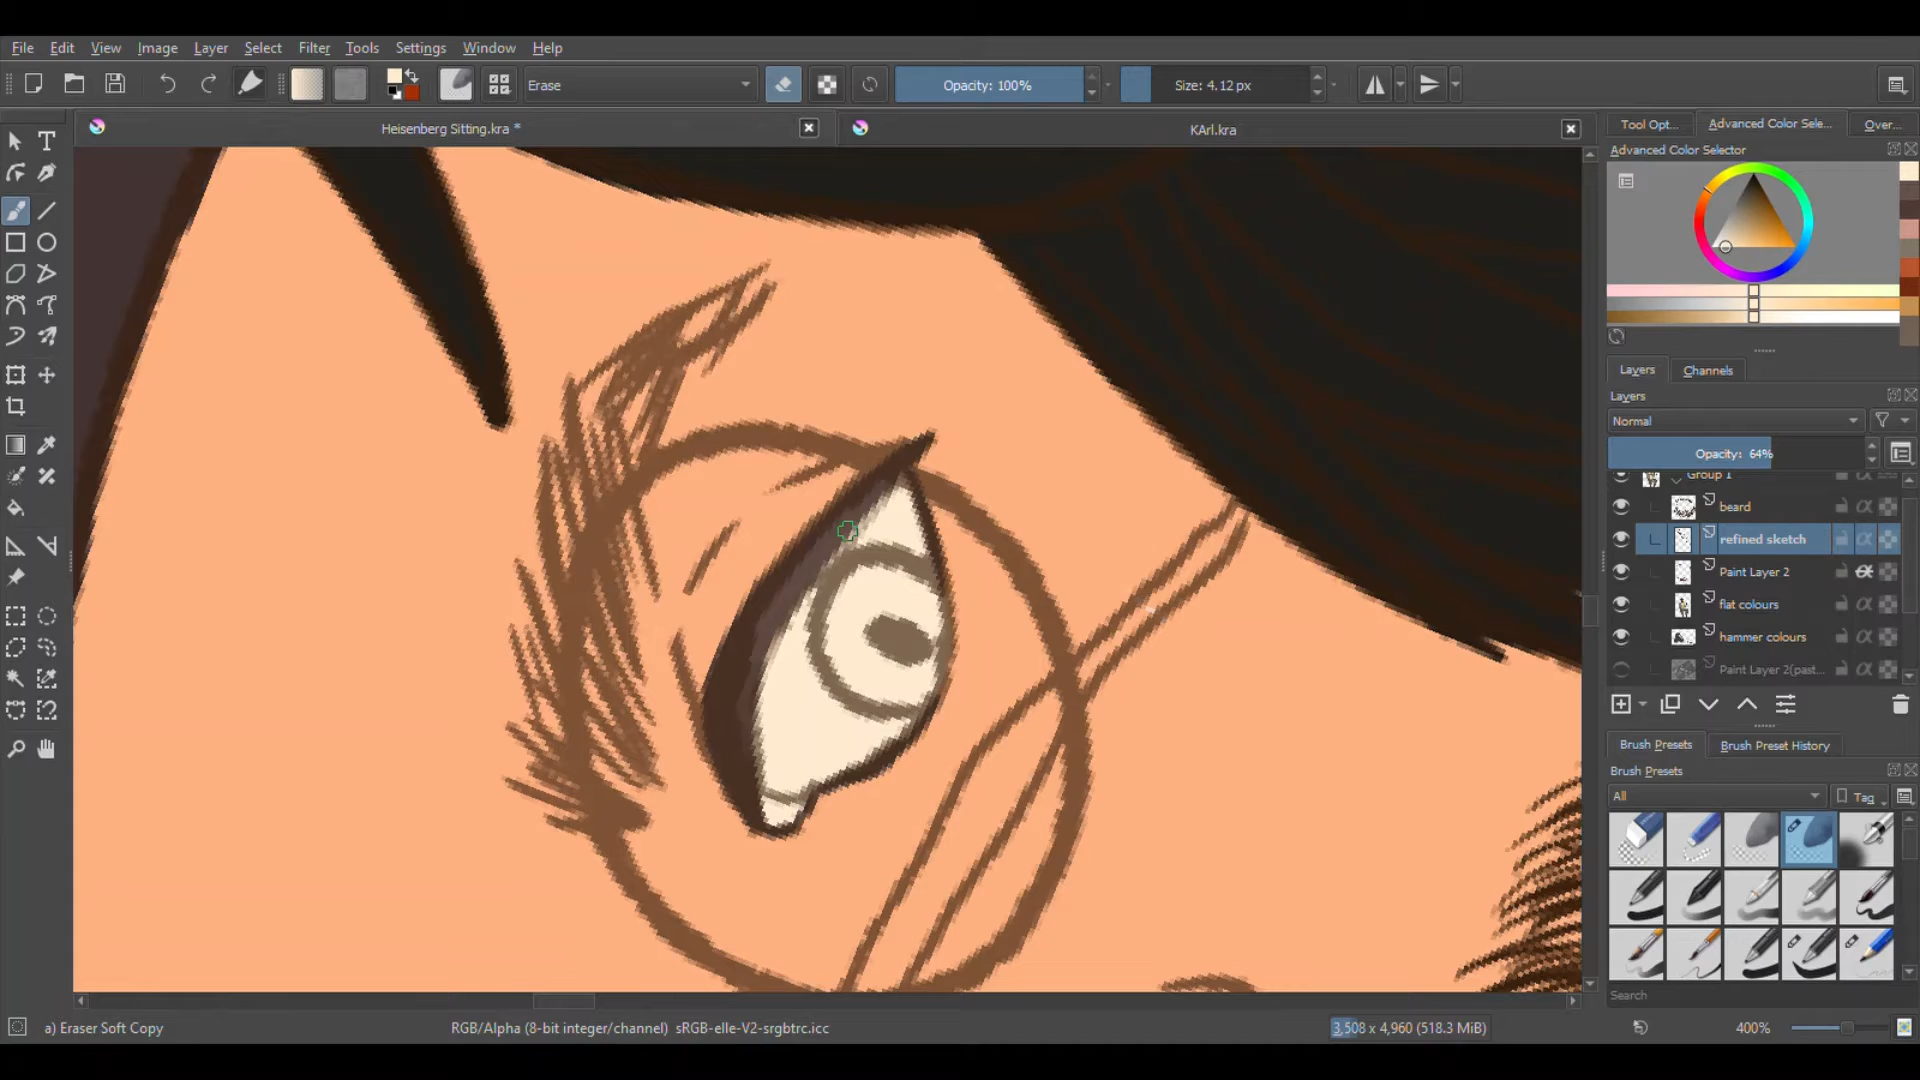 File Edit View Image Layer Select Filter Tools Settings Window Help
Erase Opacity: 100% Size: 4.12 px
Heisenberg Sitting.kra * KArl.kra
Tool Opt... Advanced Color Sele... Over...
Advanced Color Selector
Layers Channels
Layers
Normal
Opacity: 64%
Group 1
beard
refined sketch
Paint Layer 2
flat colours
hammer colours
Paint Layer 2(past...
Brush Presets Brush Preset History
Brush Presets
All Tag
Search
a) Eraser Soft Copy RGB/Alpha (8-bit integer/channel) sRGB-elle-V2-srgbtrc.icc 3,508 x 4,960 (518.3 MiB) 400%